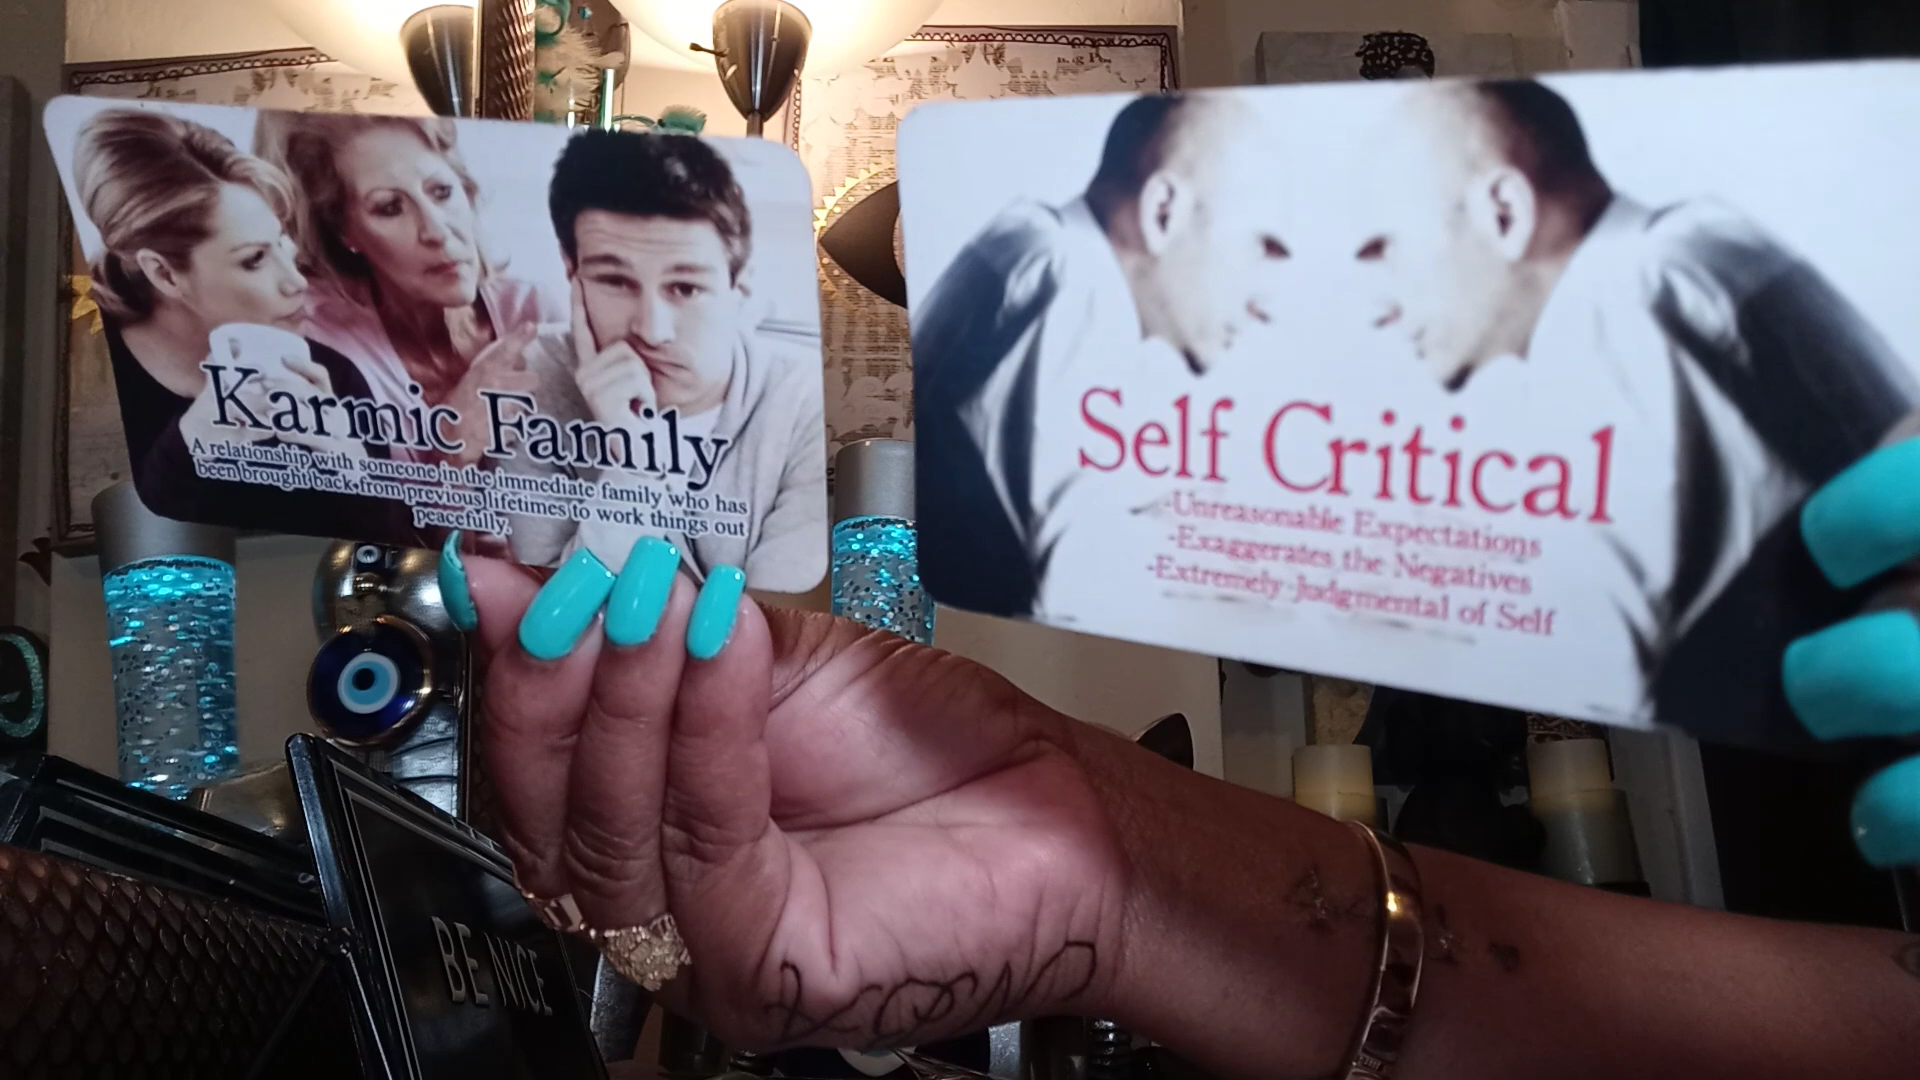 Karmic Family
A relationship with someone in the immediate family who has
been brought back from previous lifetimes to work things out
peacefully.
Self Critical
-Unreasonable Expectations
-Exaggerates the Negatives
-Extremely Judgmental of Self
BE NICE